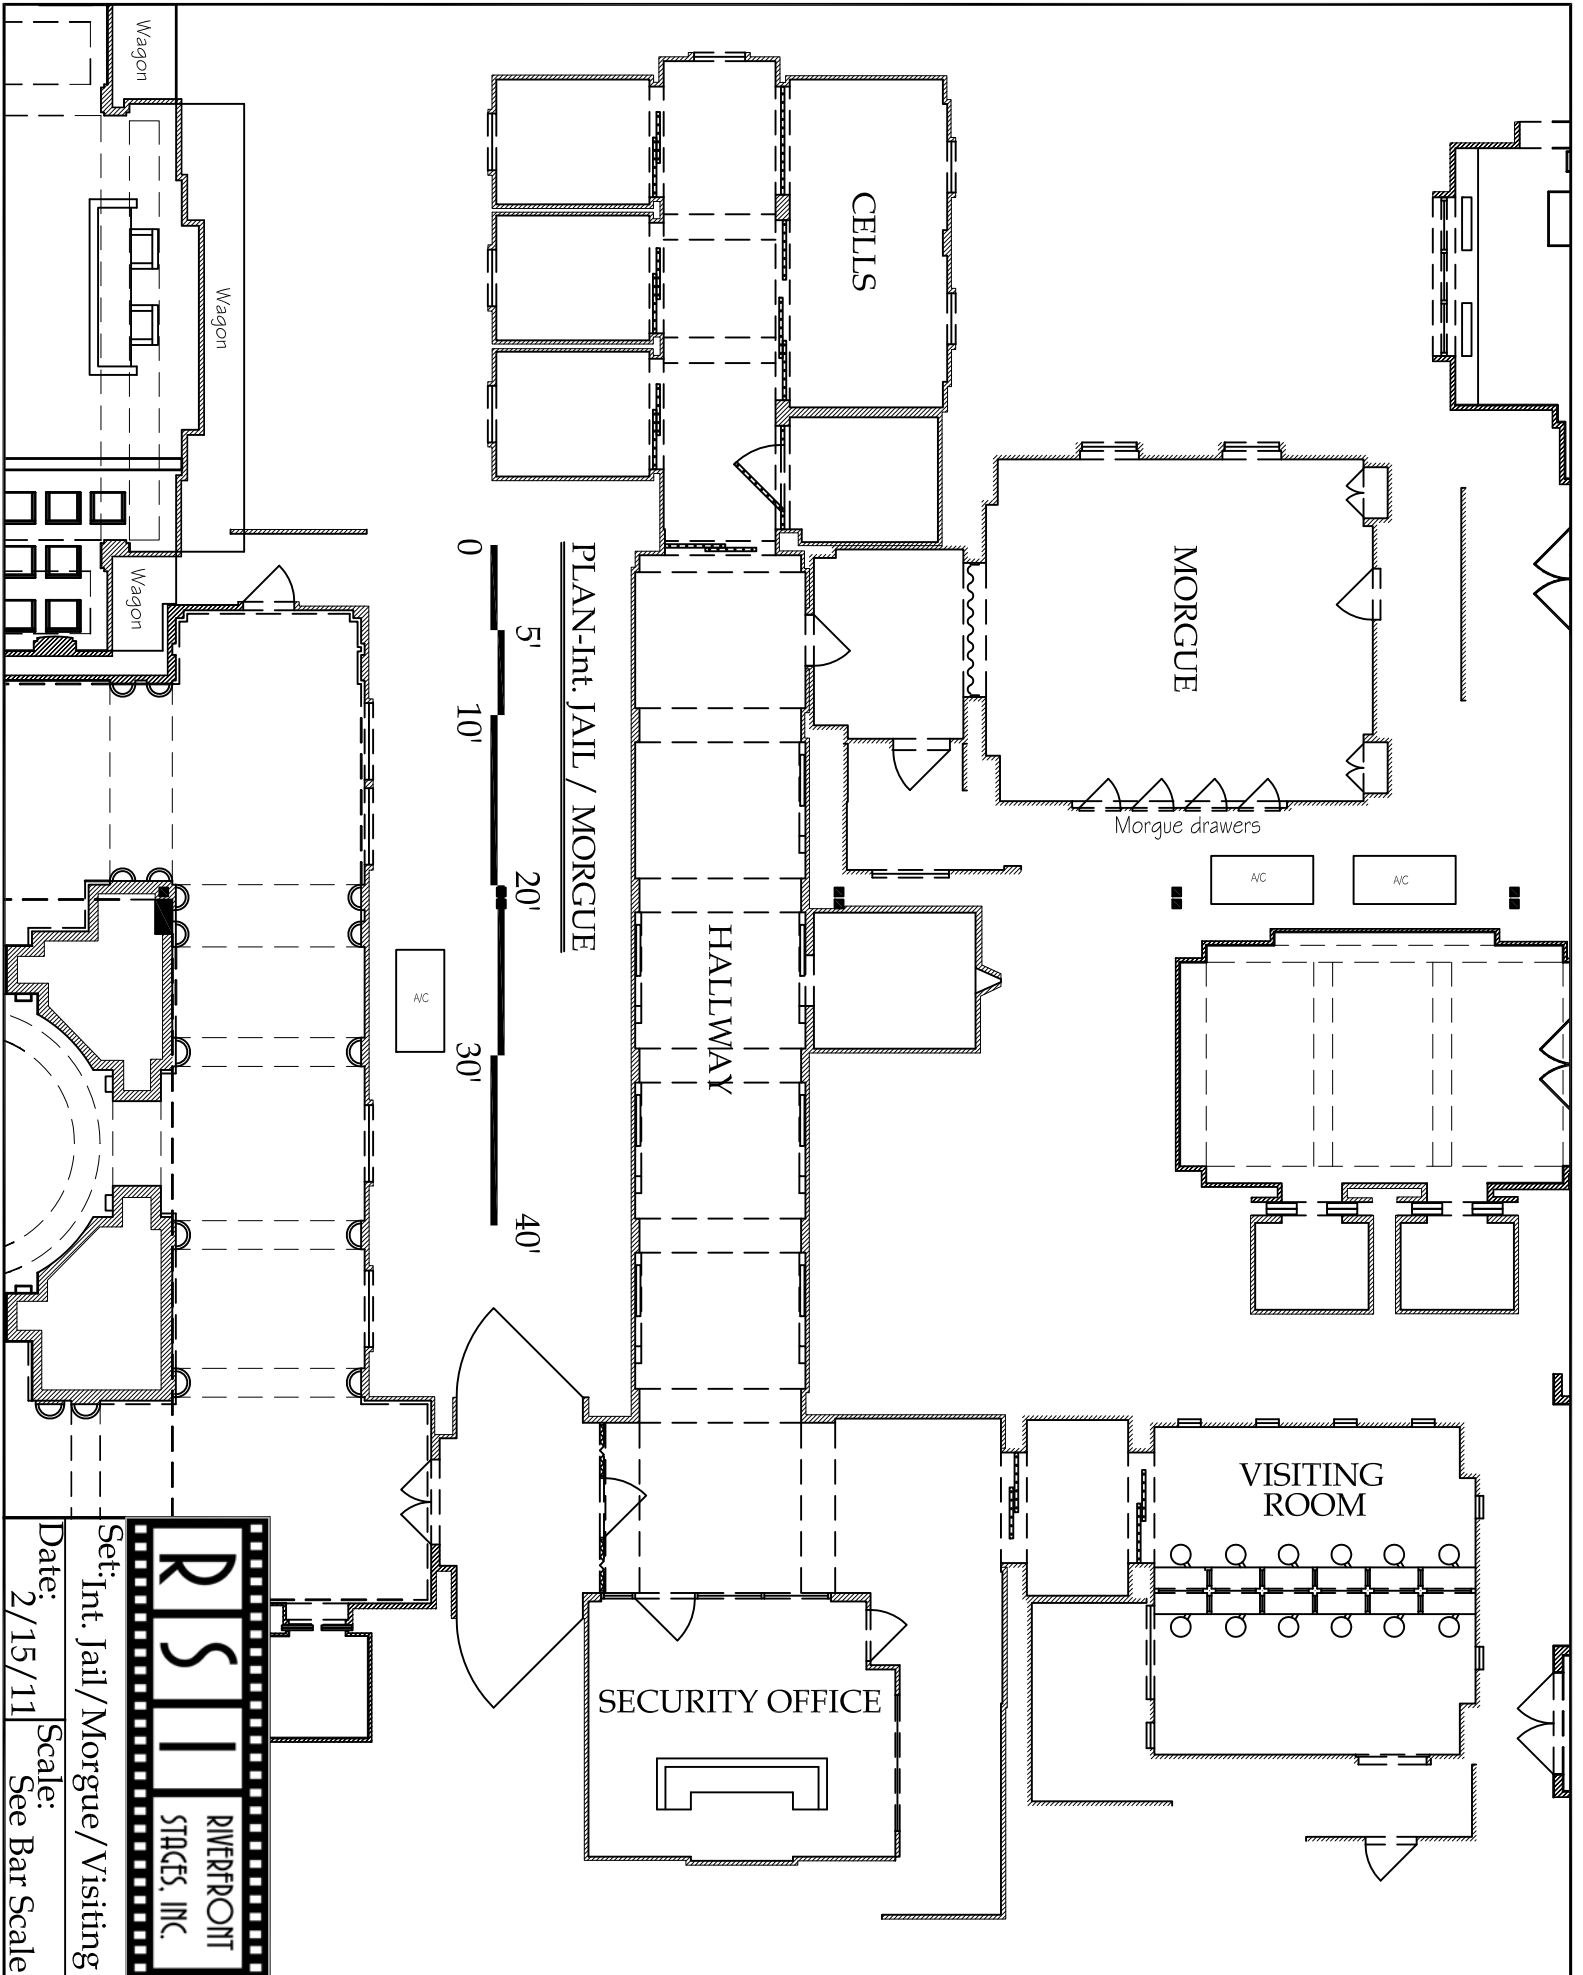 Wagon
Wagon
Wagon
CELLS
MORGUE
Morgue drawers
A/C
A/C
A/C
PLAN-Int. JAIL / MORGUE
0
5'
10'
20'
30'
40'
HALLWAY
VISITING
ROOM
SECURITY OFFICE
RSI
RIVERFRONT
STAGES, INC.
Set:
Int. Jail/Morgue/Visiting
Date:
2/15/11
Scale:
See Bar Scale